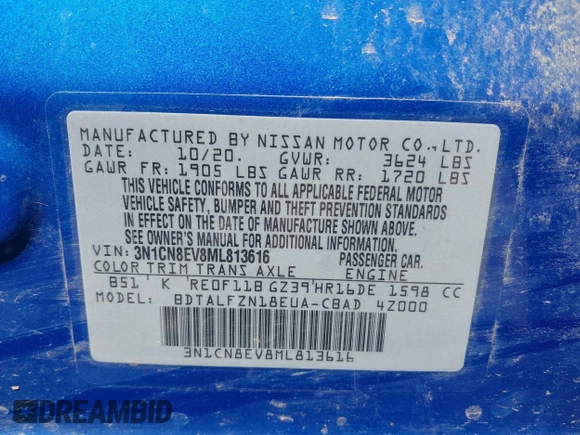 MANUFACTURED BY NISSAN MOTOR CO.,LTD.
DATE: 10/20. GVWR: 3624 LBS
GAWR FR: 1905 LBS GAWR RR: 1720 LBS
THIS VEHICLE CONFORMS TO ALL APPLICABLE FEDERAL MOTOR
VEHICLE SAFETY, BUMPER AND THEFT PREVENTION STANDARDS
IN EFFECT ON THE DATE OF MANUFACTURE SHOWN ABOVE.
SEE OWNER'S MANUAL FOR ADDITIONAL INFORMATION
VIN: 3N1CN8EV8ML813616 PASSENGER CAR.
COLOR TRIM TRANS AXLE ENGINE
B51 K RE0F11B GZ39 HR16DE 1598 CC
MODEL: BDTALFZN18EUA-CBAD 42000
3N1CN8EV8ML813616
DREAMBID